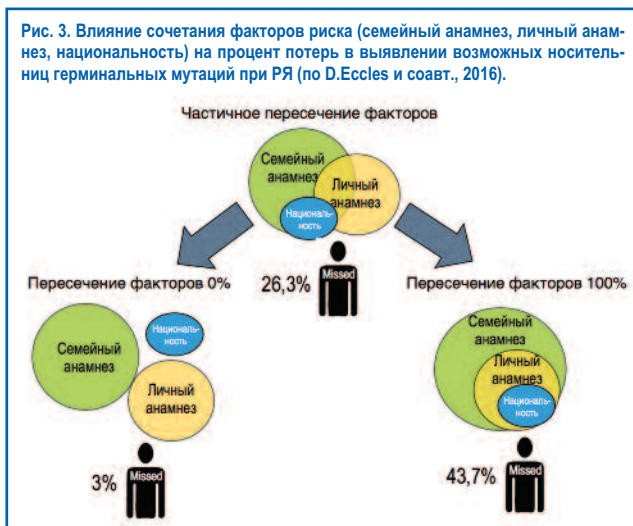 Рис. 3. Влияние сочетания факторов риска (семейный анамнез, личный анам-
нез, национальность) на процент потерь в выявлении возможных носитель-
ниц герминальных мутаций при РЯ (по D.Eccles и соавт., 2016).
Частичное пересечение факторов
Семейный
анамнез
Личный
анамнез
Националь-
ность
26,3%
Missed
Пересечение факторов 0%
Семейный
анамнез
Националь-
ность
Личный
анамнез
3%
Missed
Пересечение факторов 100%
Семейный
анамнез
Личный
анамнез
Националь-
ность
43,7%
Missed